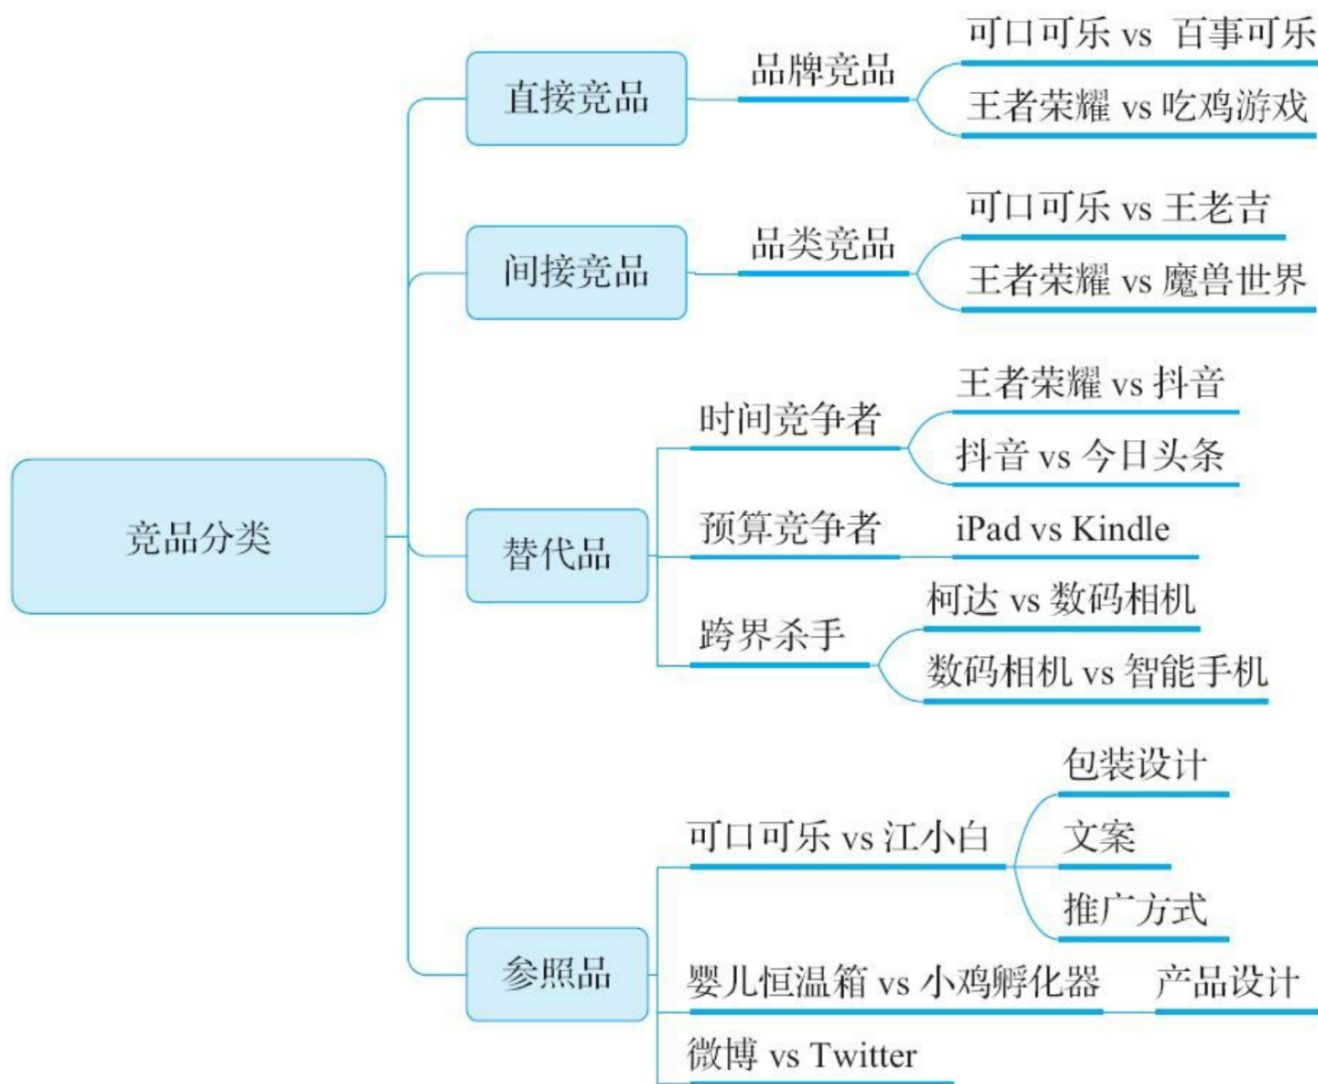 竞品分类
直接竞品
品牌竞品
可口可乐 vs 百事可乐
王者荣耀 vs 吃鸡游戏
间接竞品
品类竞品
可口可乐 vs 王老吉
王者荣耀 vs 魔兽世界
替代品
时间竞争者
王者荣耀 vs 抖音
抖音 vs 今日头条
预算竞争者
iPad vs Kindle
跨界杀手
柯达 vs 数码相机
数码相机 vs 智能手机
参照品
可口可乐 vs 江小白
包装设计
文案
推广方式
婴儿恒温箱 vs 小鸡孵化器
产品设计
微博 vs Twitter